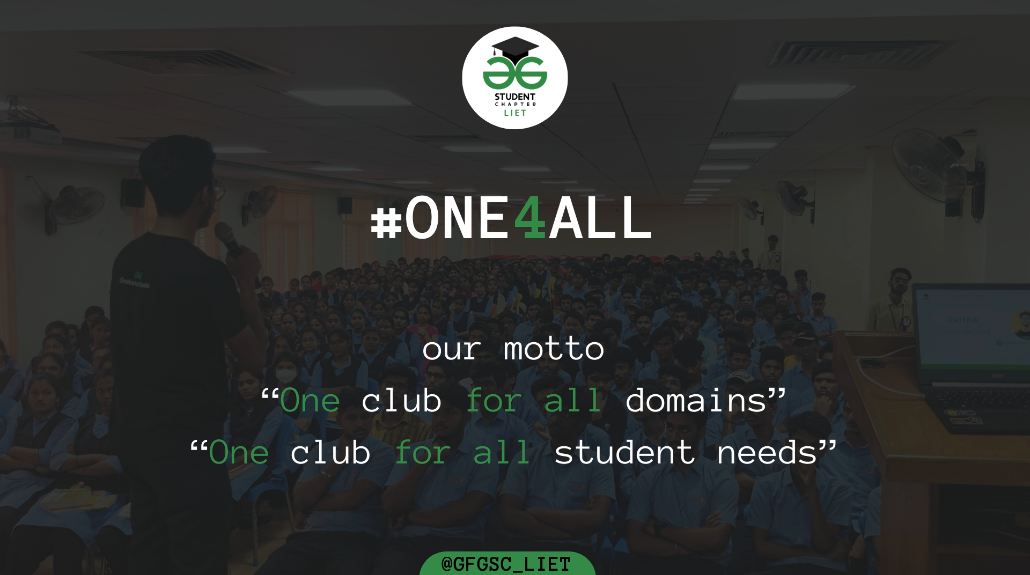 STUDENT
CHAPTER
LIET
#ONE4ALL
our motto
“One club for all domains”
“One club for all student needs”
@GFGSC_LIET